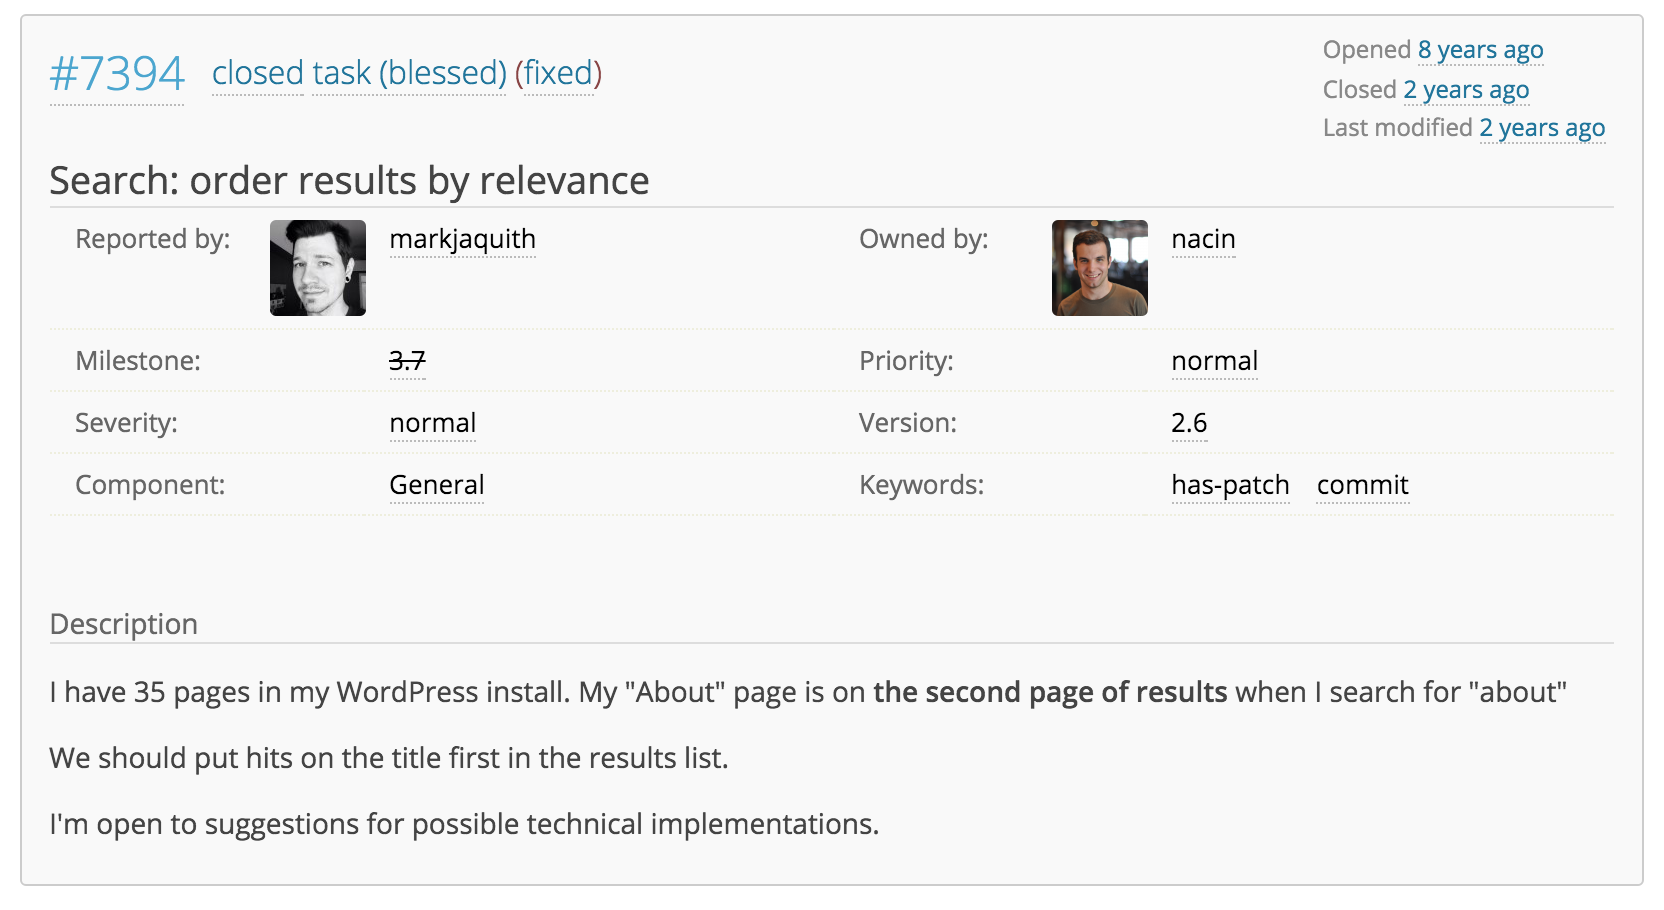 #7394 closed task (blessed) (fixed)
Opened 8 years ago
Closed 2 years ago
Last modified 2 years ago
Search: order results by relevance
Reported by: markjaquith Owned by: nacin
Milestone: 3.7 Priority: normal
Severity: normal Version: 2.6
Component: General Keywords: has-patch commit
Description
I have 35 pages in my WordPress install. My "About" page is on the second page of results when I search for "about"
We should put hits on the title first in the results list.
I'm open to suggestions for possible technical implementations.